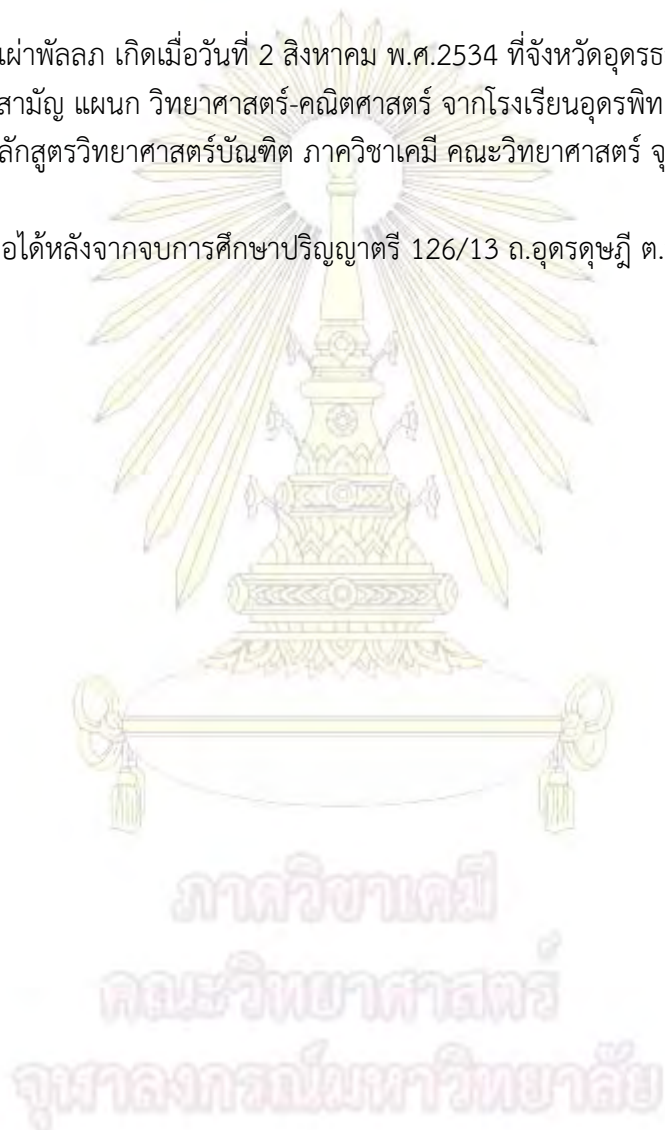 เผ่าพัลลภ เกิดเมื่อวันที่ 2 สิงหาคม พ.ศ.2534 ที่จังหวัดอุดรธ
สามัญ แผนก วิทยาศาสตร์-คณิตศาสตร์ จากโรงเรียนอุดรพิท
ลักสูตรวิทยาศาสตร์บัณฑิต ภาควิชาเคมี คณะวิทยาศาสตร์ จุ
อได้หลังจากจบการศึกษาปริญญาตรี 126/13 ถ.อุดรดุษฎี ต.
ภาควิชาเคมี
คณะวิทยาศาสตร์
จุฬาลงกรณ์มหาวิทยาลัย